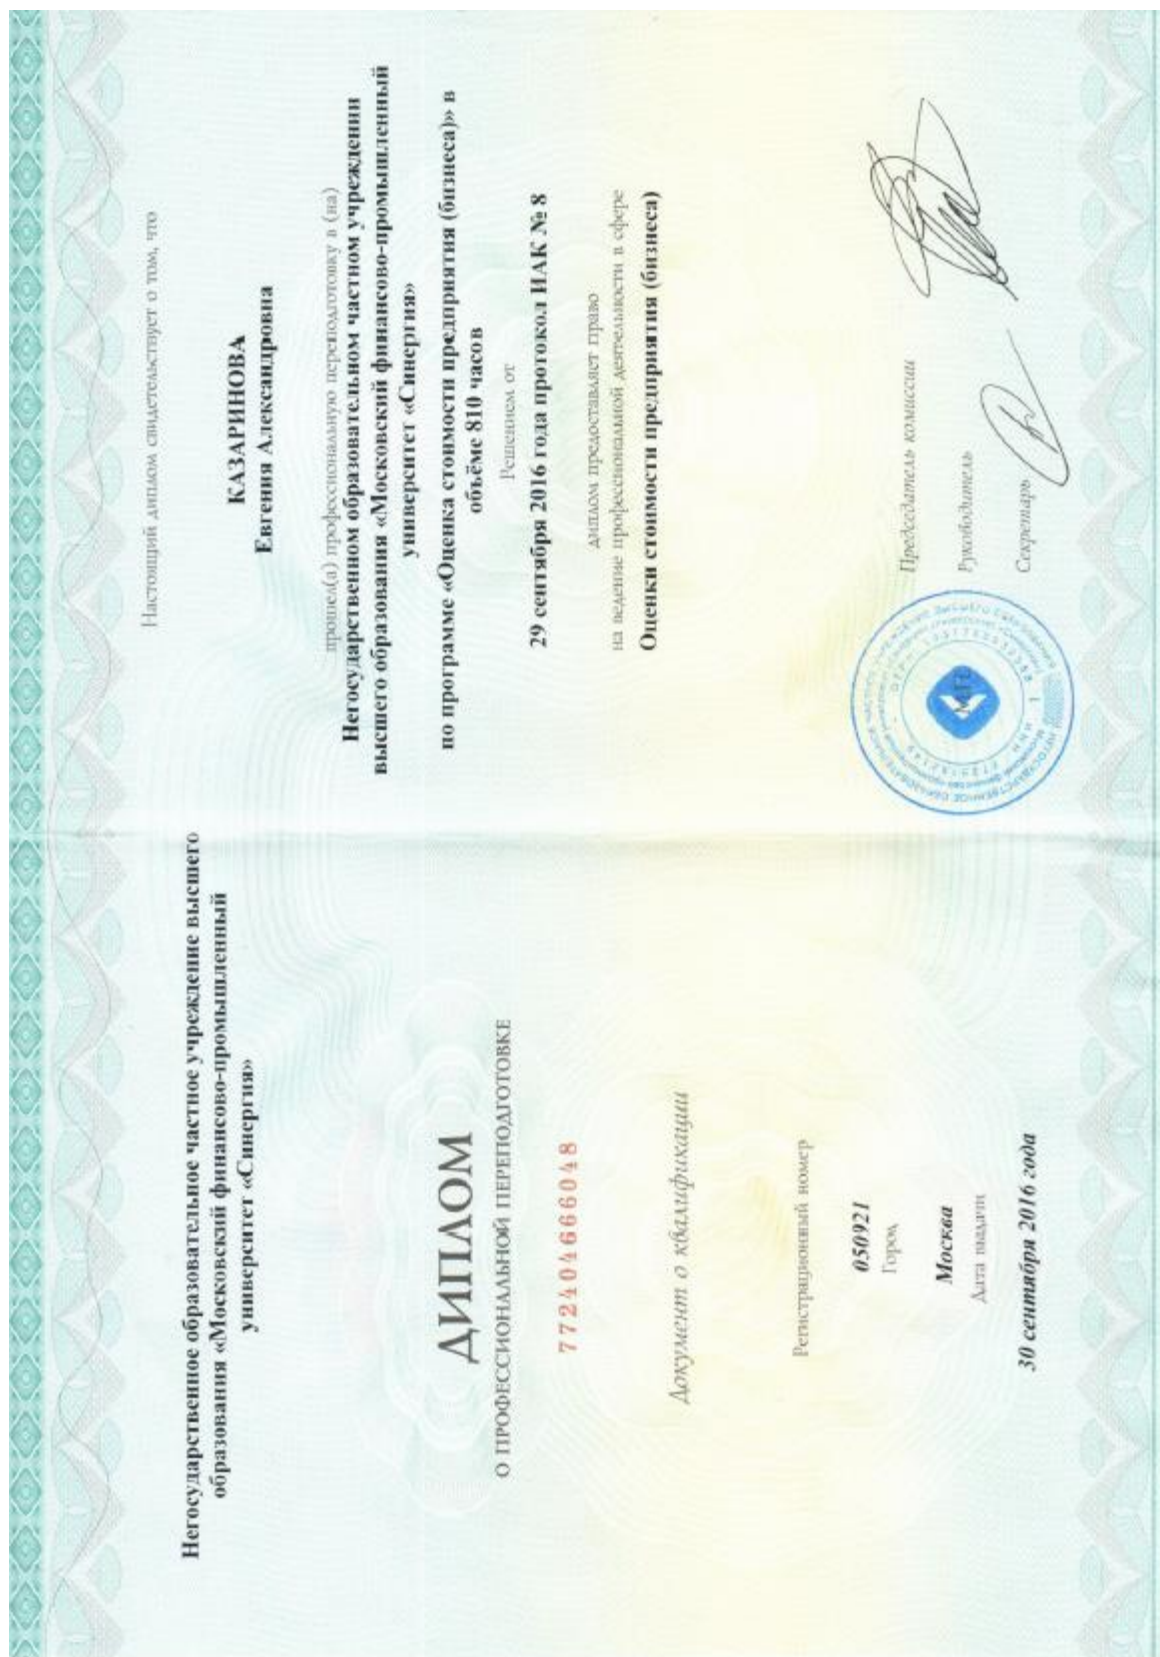 Негосударственное образовательное частное учреждение высшего
образования «Московский финансово-промышленный
университет «Синергия»
ДИПЛОМ
О ПРОФЕССИОНАЛЬНОЙ ПЕРЕПОДГОТОВКЕ
772404666048
Документ о квалификации
Регистрационный номер
050921
Город
Москва
Дата выдачи
30 сентября 2016 года
Настоящий диплом свидетельствует о том, что
КАЗАРИНОВА
Евгения Александровна
прошел(а) профессиональную переподготовку в (на)
Негосударственном образовательном частном учреждении
высшего образования «Московский финансово-промышленный
университет «Синергия»
по программе «Оценка стоимости предприятия (бизнеса)» в
объёме 810 часов
Решением от
29 сентября 2016 года протокол ИАК № 8
диплом предоставляет право
на ведение профессиональной деятельности в сфере
Оценки стоимости предприятия (бизнеса)
Председатель комиссии
Руководитель
Секретарь
М.П.